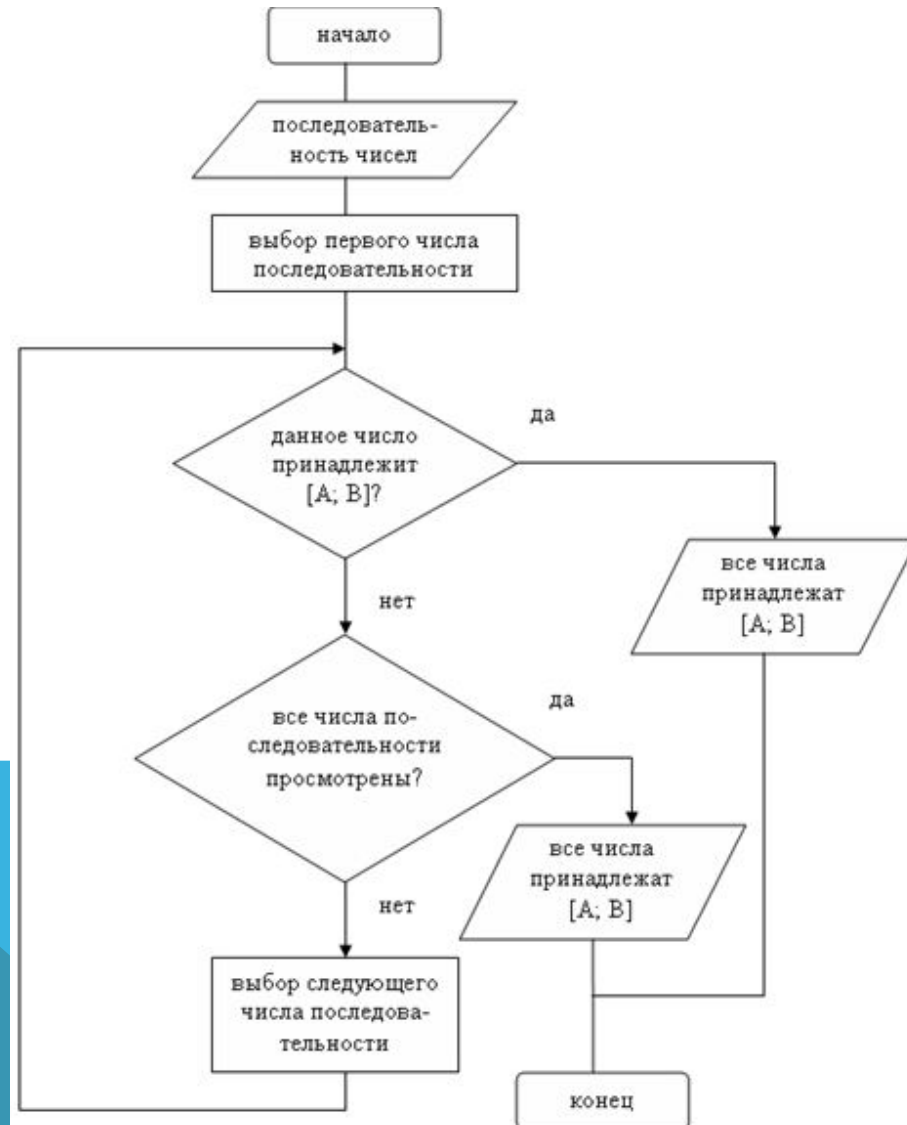 начало
последователь-
ность чисел
выбор первого числа
последовательности
да
данное число
принадлежит
[A; B]?
все числа
принадлежат
[A; B]
нет
да
все числа по-
следовательности
просмотрены?
все числа
принадлежат
[A; B]
нет
выбор следующего
числа последова-
тельности
конец